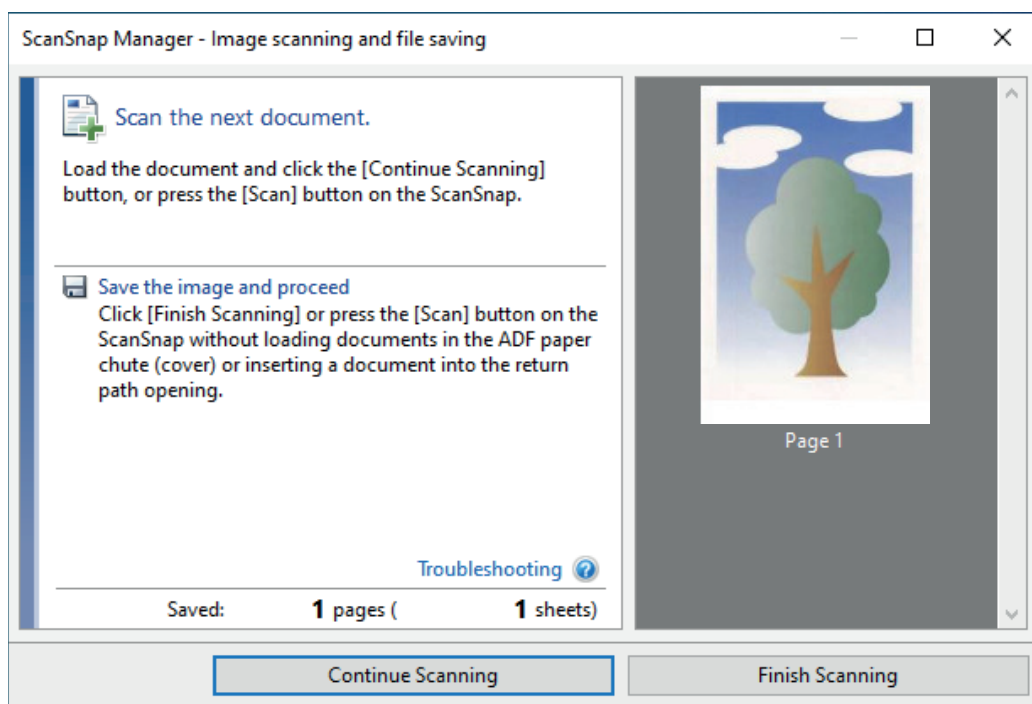 ScanSnap Manager - Image scanning and file saving
Scan the next document.
Load the document and click the [Continue Scanning]
button, or press the [Scan] button on the ScanSnap.
Save the image and proceed
Click [Finish Scanning] or press the [Scan] button on the
ScanSnap without loading documents in the ADF paper
chute (cover) or inserting a document into the return
path opening.
Troubleshooting ?
Saved: 1 pages ( 1 sheets)
Page 1
Continue Scanning
Finish Scanning